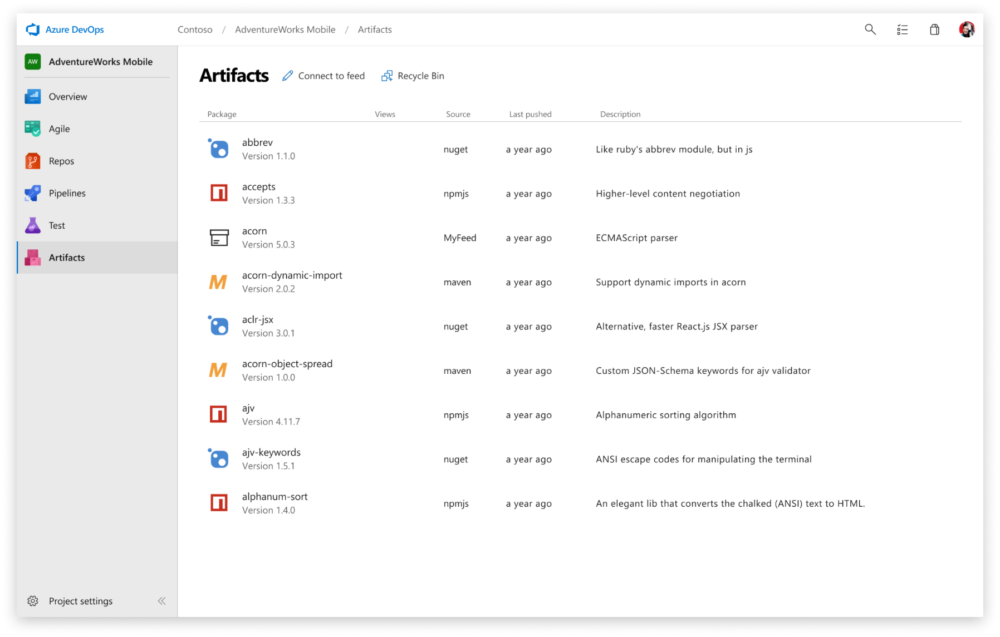 Azure DevOps
Contoso / AdventureWorks Mobile / Artifacts
AW AdventureWorks Mobile
Overview
Agile
Repos
Pipelines
Test
Artifacts
Project settings
Artifacts Connect to feed Recycle Bin
Package Views Source Last pushed Description
abbrev
Version 1.1.0
nuget a year ago Like ruby's abbrev module, but in js
accepts
Version 1.3.3
npmjs a year ago Higher-level content negotiation
acorn
Version 5.0.3
MyFeed a year ago ECMAScript parser
acorn-dynamic-import
Version 2.0.2
maven a year ago Support dynamic imports in acorn
aclr-jsx
Version 3.0.1
nuget a year ago Alternative, faster React.js JSX parser
acorn-object-spread
Version 1.0.0
maven a year ago Custom JSON-Schema keywords for ajv validator
ajv
Version 4.11.7
npmjs a year ago Alphanumeric sorting algorithm
ajv-keywords
Version 1.5.1
nuget a year ago ANSI escape codes for manipulating the terminal
alphanum-sort
Version 1.4.0
npmjs a year ago An elegant lib that converts the chalked (ANSI) text to HTML.